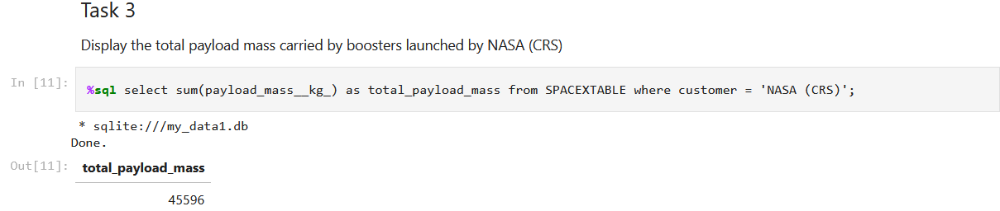 Task 3
Display the total payload mass carried by boosters launched by NASA (CRS)
In [11]: %sql select sum(payload_mass__kg_) as total_payload_mass from SPACEXTABLE where customer = 'NASA (CRS)';
* sqlite:///my_data1.db
Done.
Out[11]: total_payload_mass
45596